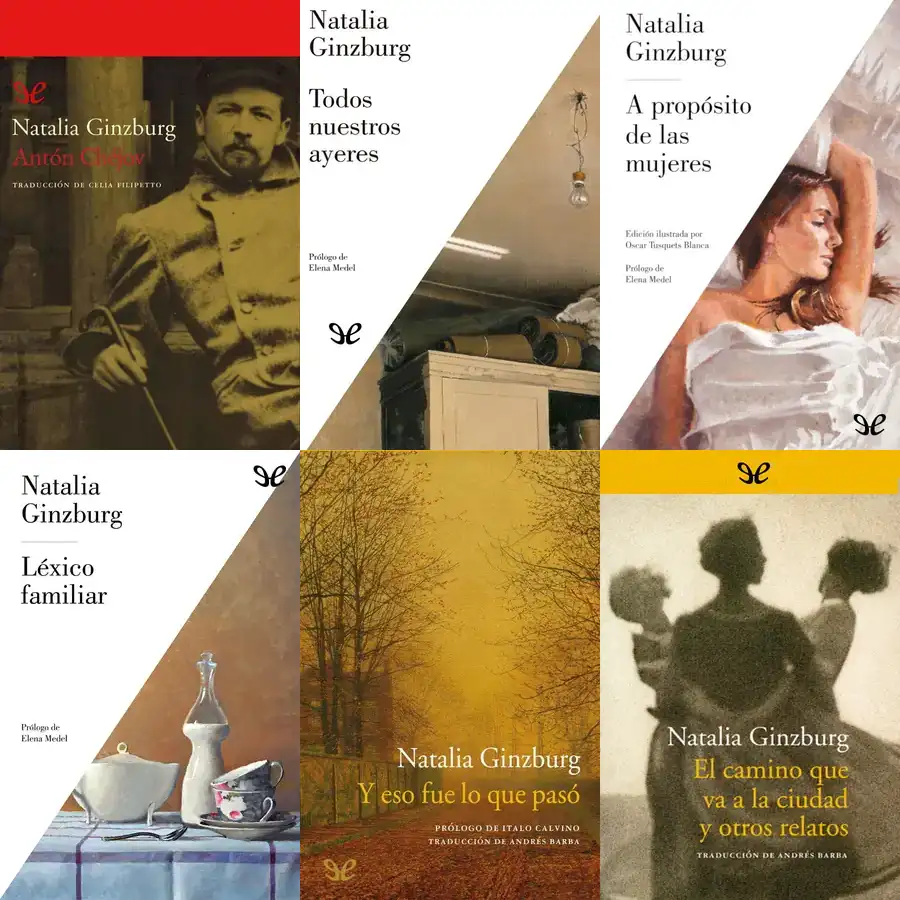 Natalia Ginzburg
Antón Chéjov
TRADUCCIÓN DE CELIA FILIPETTO
Natalia
Ginzburg
Todos
nuestros
ayeres
Prólogo de
Elena Medel
Natalia
Ginzburg
A propósito
de las
mujeres
Edición ilustrada por
Oscar Tusquets Blanca
Prólogo de
Elena Medel
Natalia
Ginzburg
Léxico
familiar
Prólogo de
Elena Medel
Natalia Ginzburg
Y eso fue lo que pasó
PRÓLOGO DE ITALO CALVINO
TRADUCCIÓN DE ANDRÉS BARBA
Natalia Ginzburg
El camino que
va a la ciudad
y otros relatos
TRADUCCIÓN DE ANDRÉS BARBA